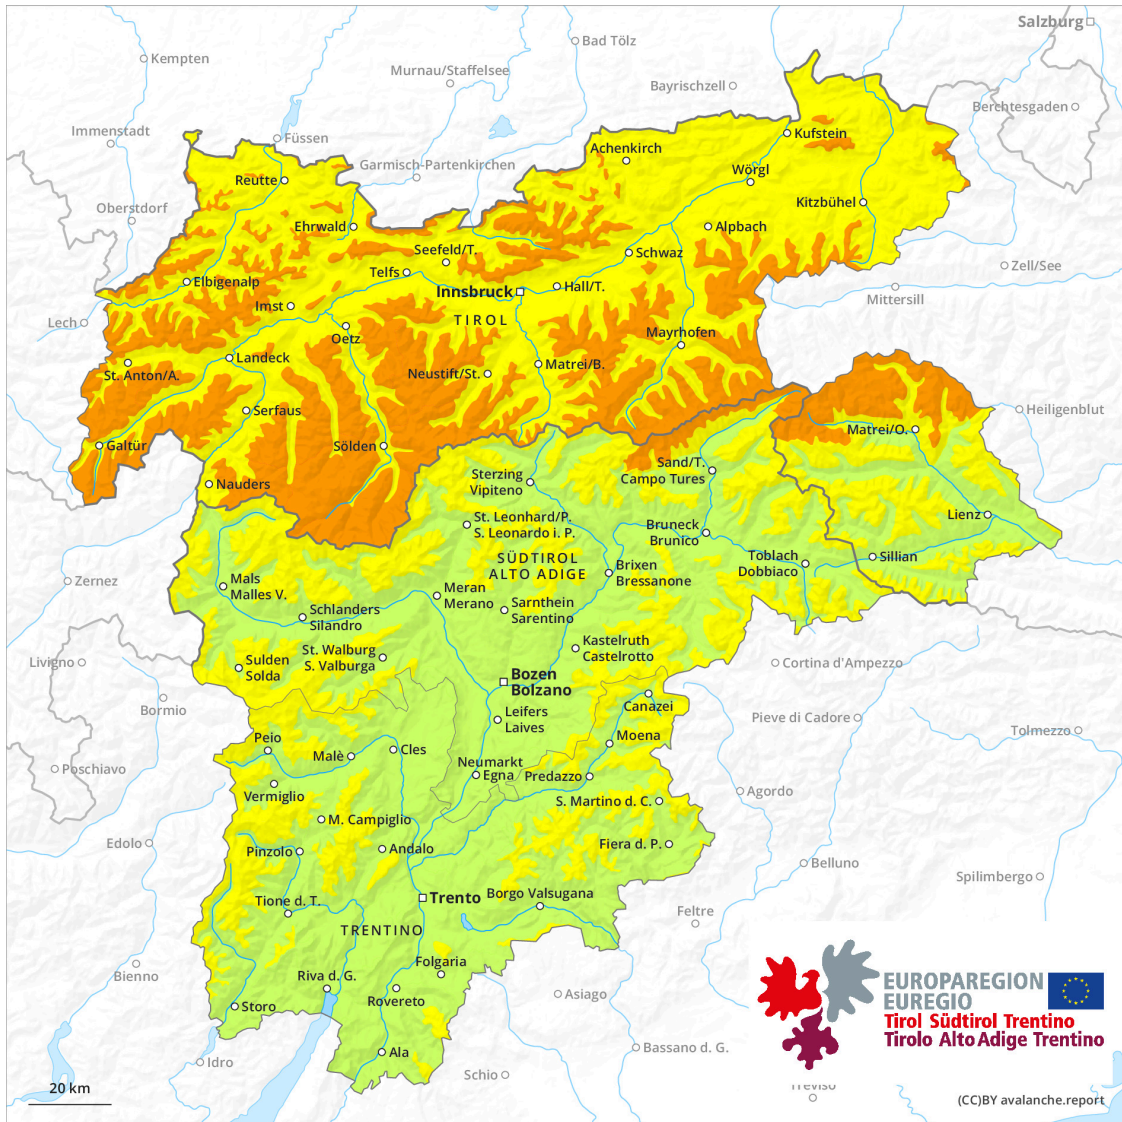 Salzburg
Bad Tölz
Kempten
Murnau/Staffelsee
Bayrischzell
Berchtesgaden
Immenstadt
Füssen
Kufstein
Achenkirch
Garmisch-Partenkirchen
Wörgl
Reutte
Oberstdorf
Kitzbühel
Ehrwald
Alpbach
Seefeld/T.
Schwaz
Telfs
Zell/See
Elbigenalp
Hall/T.
Innsbruck
Mittersill
Imst
TIROL
Lech
Oetz
Mayrhofen
Landeck
Matrei/B.
St. Anton/A.
Neustift/St.
Serfaus
Heiligenblut
Matrei/O.
Galtür
Sölden
Sand/T.
Campo Tures
Sterzing
Vipiteno
Nauders
St. Leonhard/P.
S. Leonardo i. P.
Lienz
Bruneck
Brunico
SÜDTIROL
ALTO ADIGE
Toblach
Dobbiaco
Sillian
Brixen
Bressanone
Zernez
Mals
Malles V.
Meran
Merano
Sarnthein
Sarentino
Schlanders
Silandro
Kastelruth
Castelrotto
St. Walburg
S. Valburga
Livigno
Sulden
Solda
Cortina d'Ampezzo
Bozen
Bolzano
Bormio
Canazei
Leifers
Laives
Pieve di Cadore
Tolmezzo
Moena
Peio
Malè
Cles
Neumarkt
Egna
Predazzo
Poschiavo
Vermiglio
Agordo
S. Martino d. C.
M. Campiglio
Edolo
Pinzolo
Andalo
Fiera d. P.
Belluno
Spilimbergo
Trento
Borgo Valsugana
Tione d. T.
Feltre
TRENTINO
Folgaria
Bienno
Riva d. G.
Rovereto
Asiago
Storo
EUROPAREGION
EUREGIO
Tirol Südtirol Trentino
Tirolo Alto Adige Trentino
Bassano d. G.
Ala
Idro
Schio
Treviso
20 km
(CC)BY avalanche.report